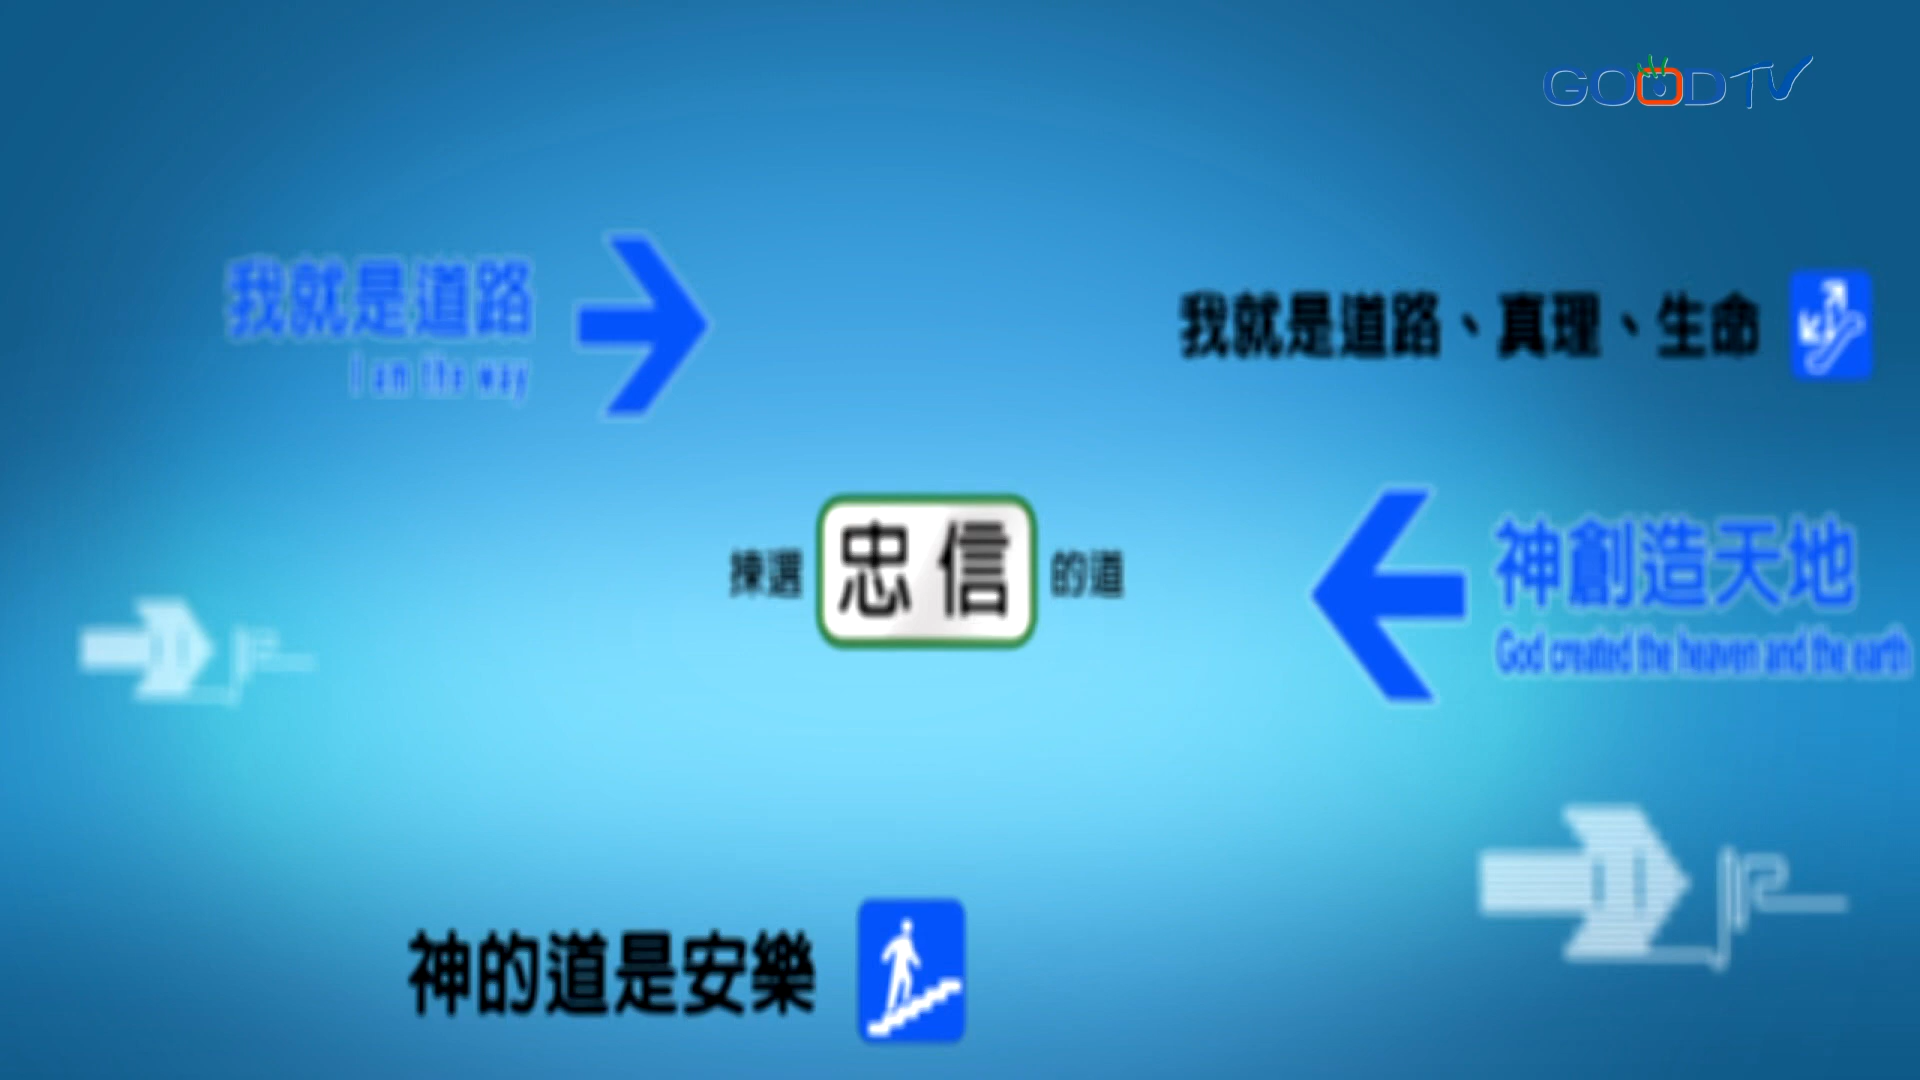 GOOD TV
我就是道路
I am the way
我就是道路、真理、生命
揀選 忠信 的道
神創造天地
God created the heaven and the earth
神的道是安樂